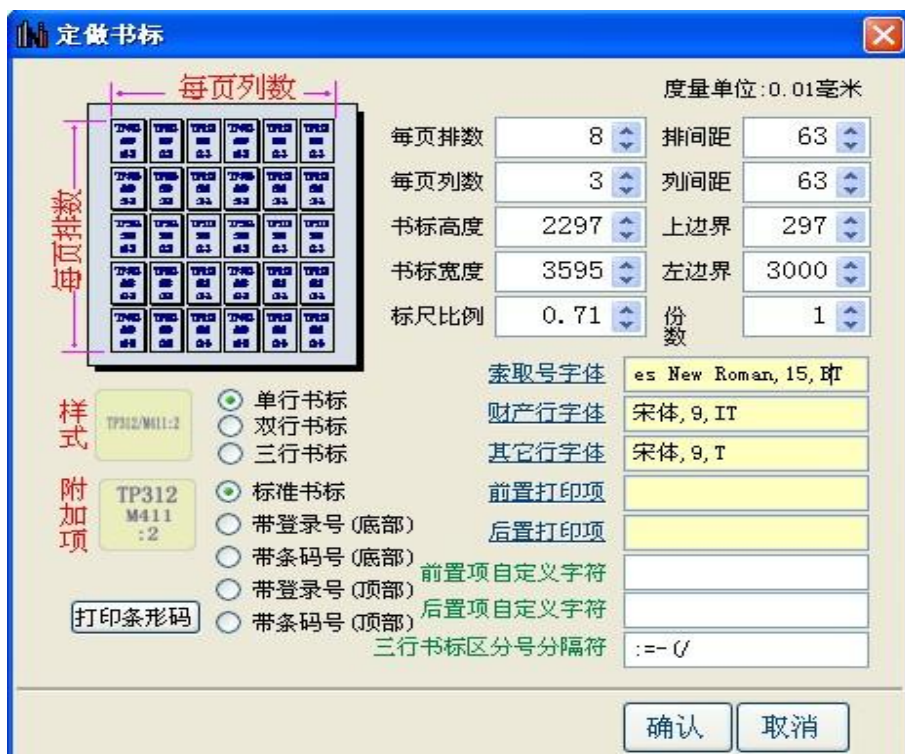 定做书标
每页列数
度量单位:0.01毫米
每页排数
每页排数 8 排间距 63
每页列数 3 列间距 63
书标高度 2297 上边界 297
书标宽度 3595 左边界 3000
标尺比例 0.71 份数 1
索取号字体 es New Roman, 15, BT
样式 TP312/M411:2
单行书标
双行书标
三行书标
财产行字体 宋体, 9, IT
其它行字体 宋体, 9, T
附加项
TP312
M411
:2
标准书标
带登录号(底部)
带条码号(底部)
带登录号(顶部)
带条码号(顶部)
前置打印项
后置打印项
前置项自定义字符
后置项自定义字符
打印条形码
三行书标区分号分隔符 :=-(/
确认 取消